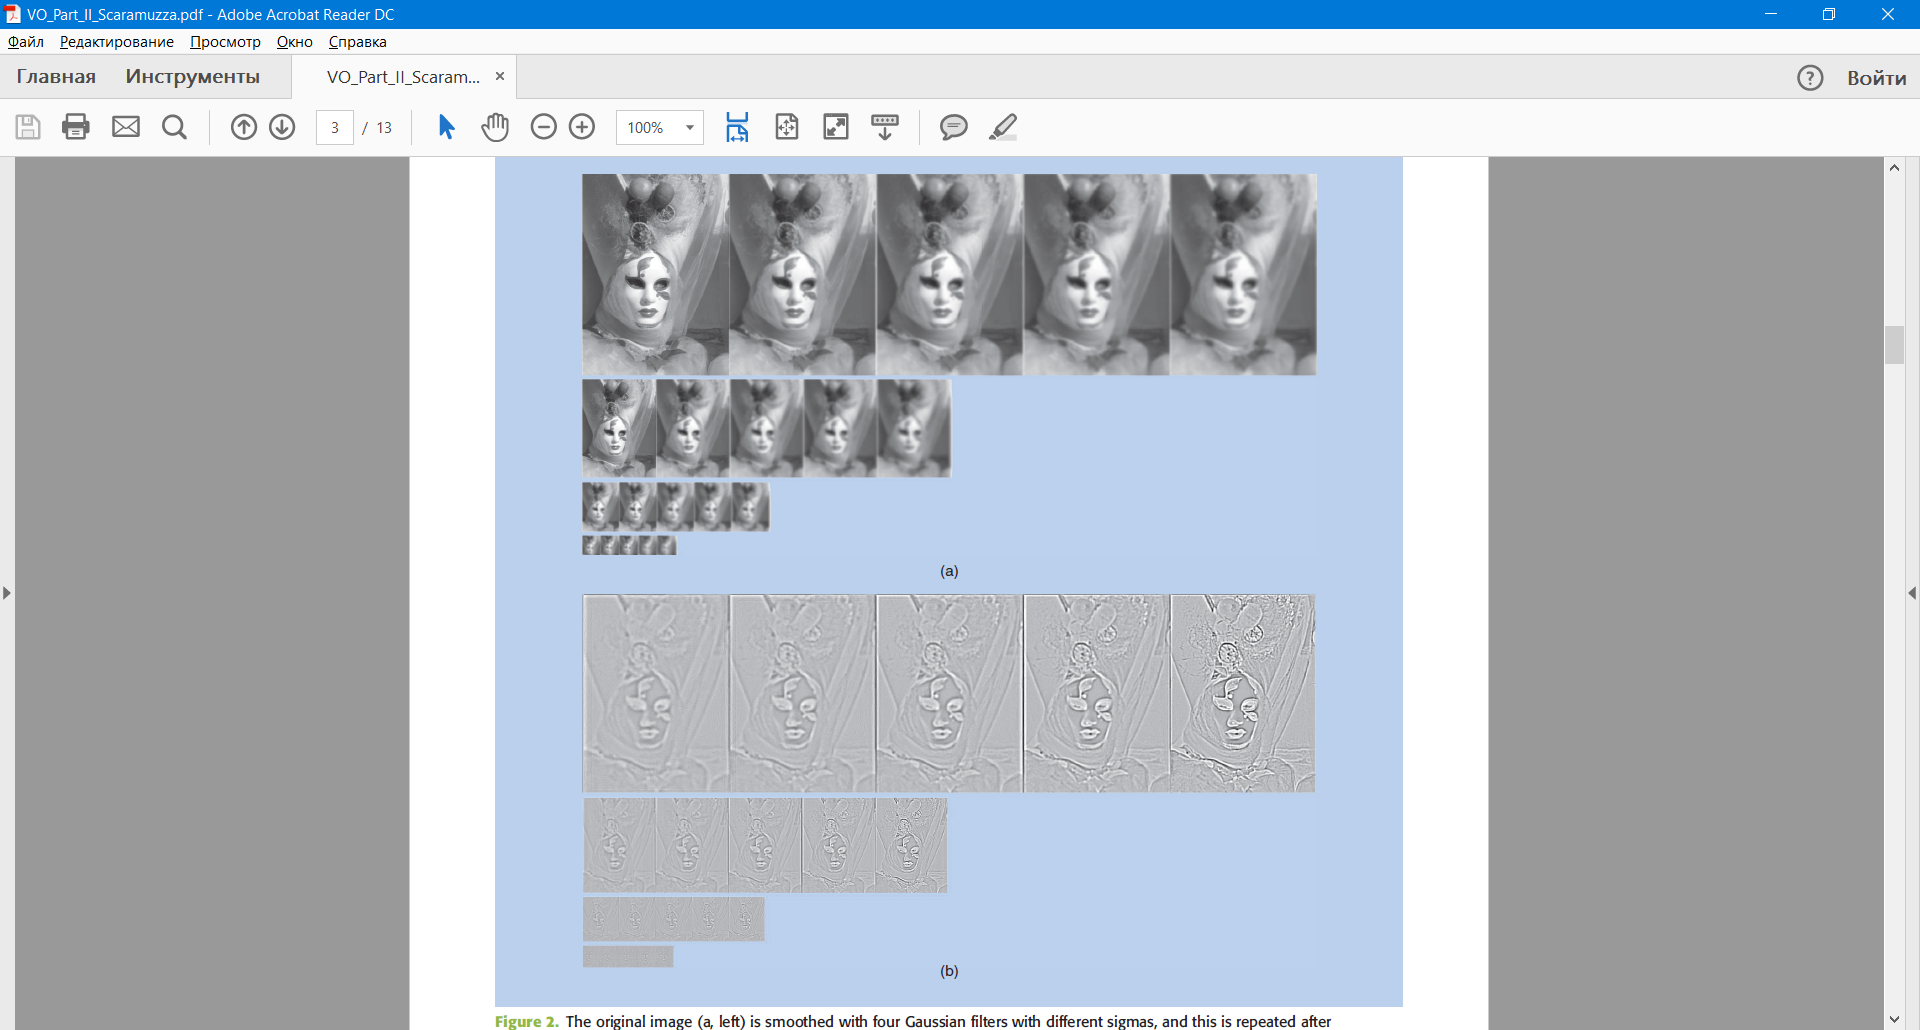 VO_Part_II_Scaramuzza.pdf - Adobe Acrobat Reader DC
Файл Редактирование Просмотр Окно Справка
Главная Инструменты VO_Part_II_Scaram... Войти
3 / 13 100%
(a)
(b)
Figure 2. The original image (a, left) is smoothed with four Gaussian filters with different sigmas, and this is repeated after